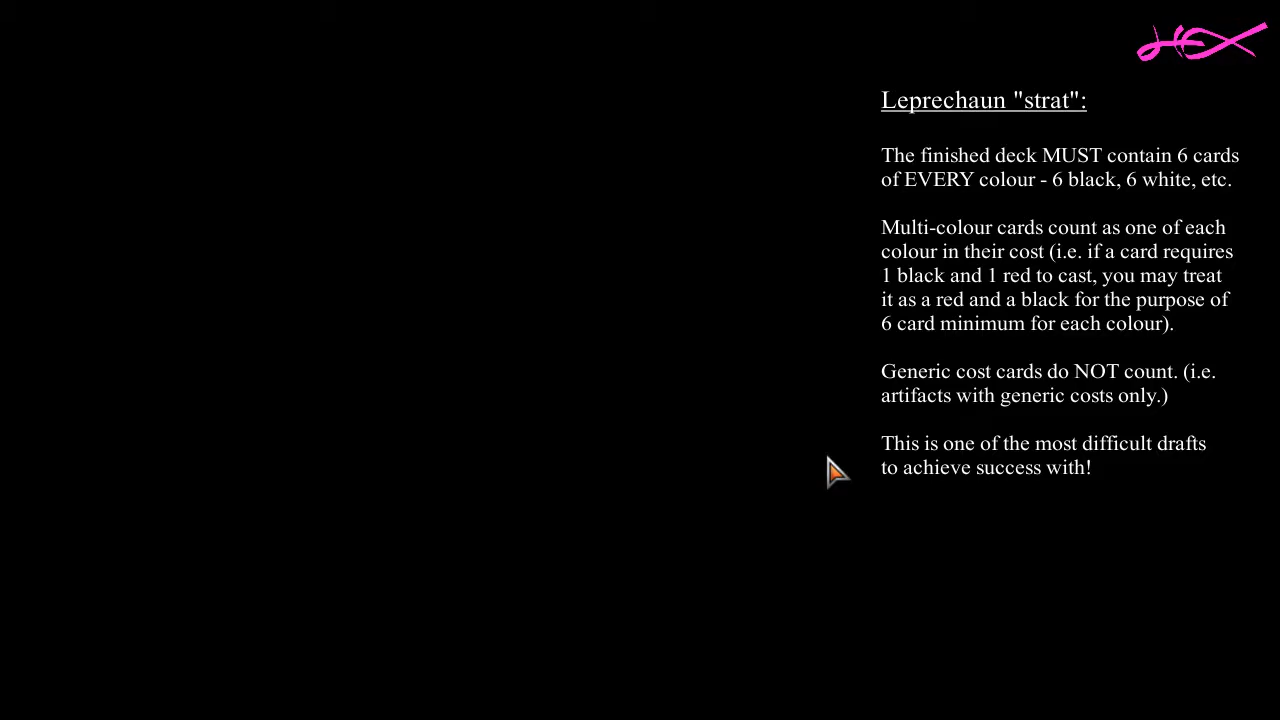 Leprechaun "strat":
The finished deck MUST contain 6 cards
of EVERY colour - 6 black, 6 white, etc.
Multi-colour cards count as one of each
colour in their cost (i.e. if a card requires
1 black and 1 red to cast, you may treat
it as a red and a black for the purpose of
6 card minimum for each colour).
Generic cost cards do NOT count. (i.e.
artifacts with generic costs only.)
This is one of the most difficult drafts
to achieve success with!